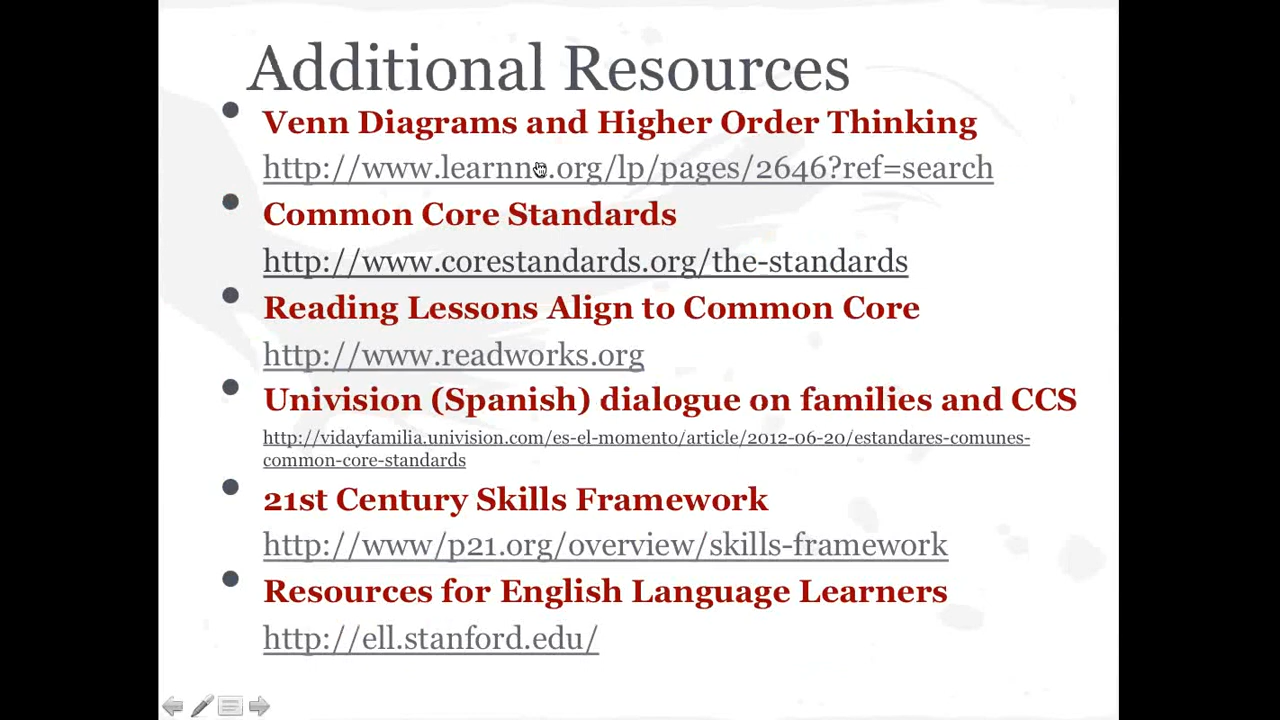 Additional Resources
Venn Diagrams and Higher Order Thinking
Common Core Standards
http://www.corestandards.org/the-standards
Reading Lessons Align to Common Core
http://www.readworks.org
Univision (Spanish) dialogue on families and CCS
http://vidayfamilia.univision.com/es-el-momento/article/2012-06-20/estandares-comunes-
common-core-standards
21st Century Skills Framework
http://www/p21.org/overview/skills-framework
Resources for English Language Learners
http://ell.stanford.edu/